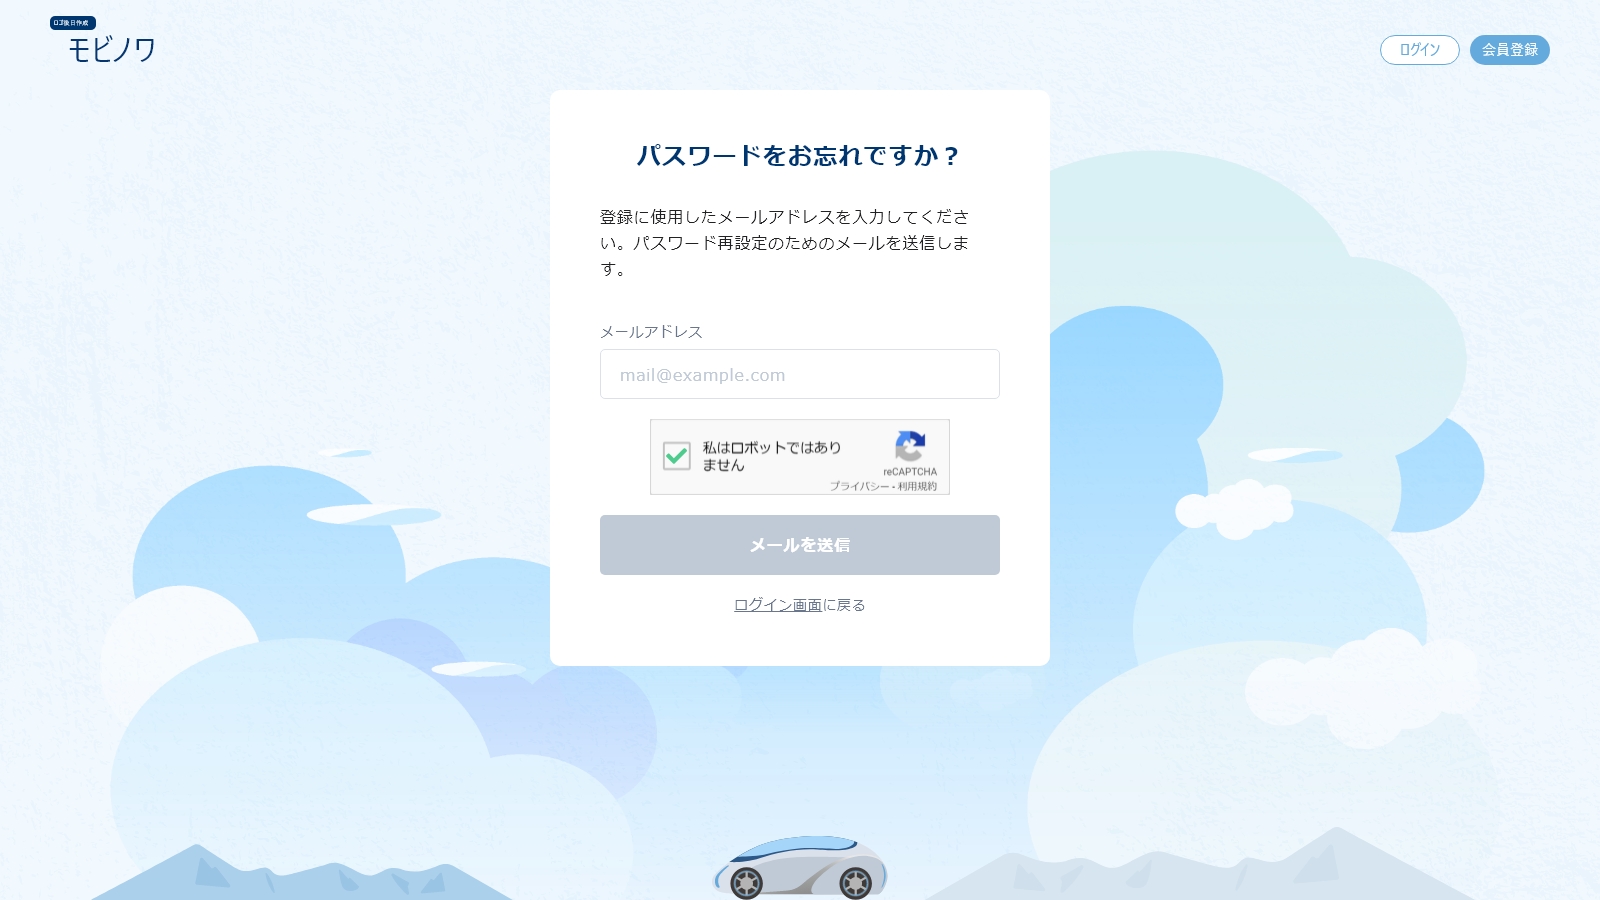 ロゴ後日作成
モビノワ
ログイン
会員登録
パスワードをお忘れですか？
登録に使用したメールアドレスを入力してくださ
い。パスワード再設定のためのメールを送信しま
す。
メールアドレス
mail@example.com
私はロボットではあり
ません
reCAPTCHA
プライバシー - 利用規約
メールを送信
ログイン画面に戻る